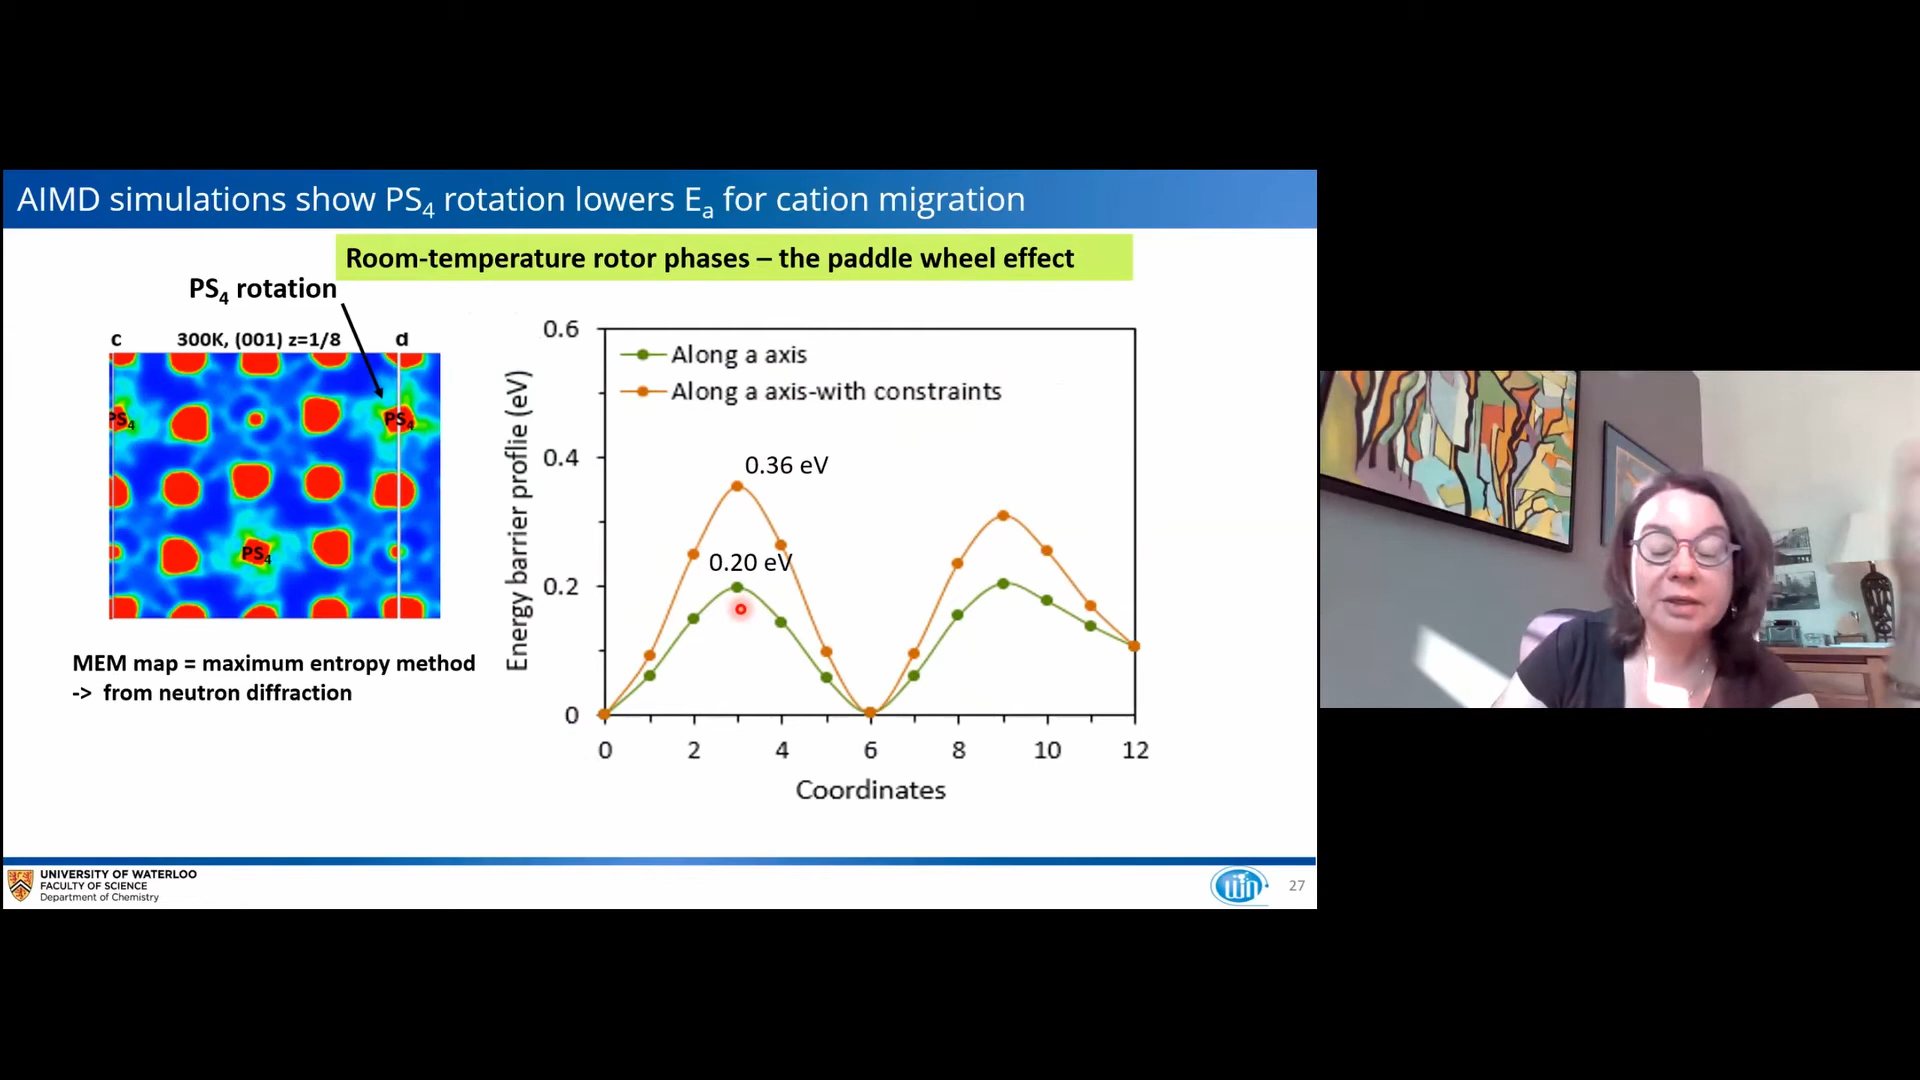 AIMD simulations show PS₄ rotation lowers Eₐ for cation migration
Room-temperature rotor phases – the paddle wheel effect
PS₄ rotation
c 300K, (001) z=1/8 d
PS₄
PS₄
PS₄
MEM map = maximum entropy method
-> from neutron diffraction
Energy barrier proflie (eV)
0.6
0.4
0.2
0
Along a axis
Along a axis-with constraints
0.36 eV
0.20 eV
0 2 4 6 8 10 12
Coordinates
UNIVERSITY OF WATERLOO
FACULTY OF SCIENCE
Department of Chemistry
WIN
27